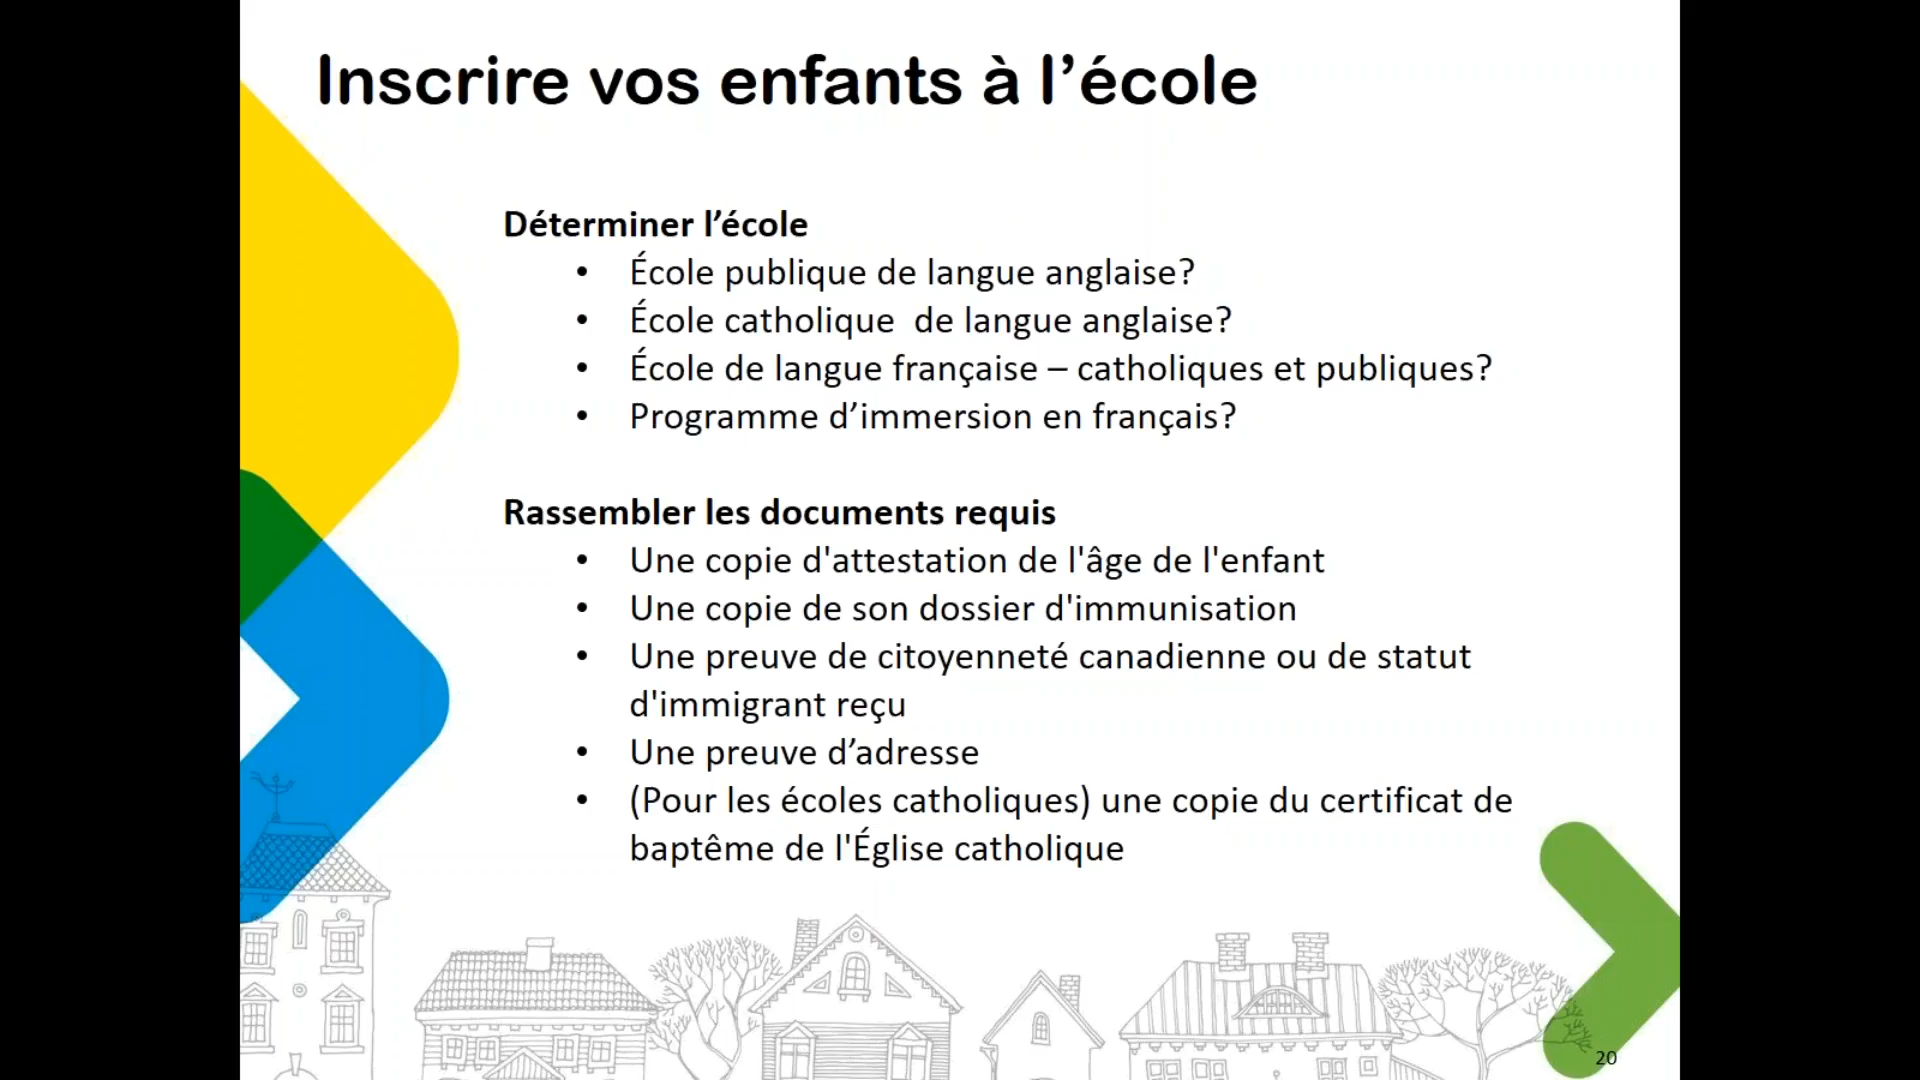 Inscrire vos enfants à l’école
Déterminer l’école
• École publique de langue anglaise?
• École catholique  de langue anglaise?
• École de langue française – catholiques et publiques?
• Programme d’immersion en français?
Rassembler les documents requis
• Une copie d'attestation de l'âge de l'enfant
• Une copie de son dossier d'immunisation
• Une preuve de citoyenneté canadienne ou de statut
d'immigrant reçu
• Une preuve d’adresse
• (Pour les écoles catholiques) une copie du certificat de
baptême de l'Église catholique
20